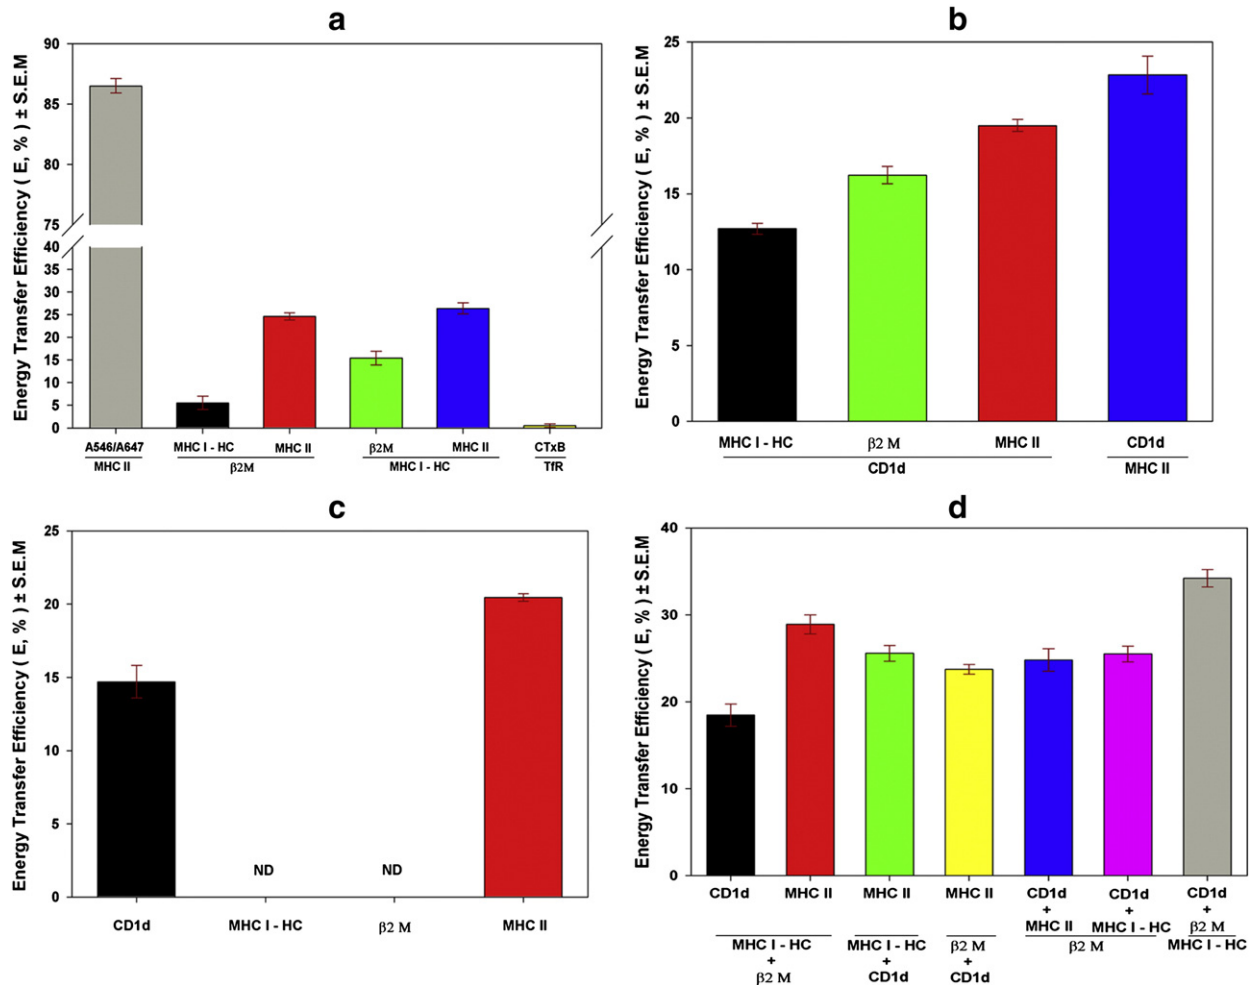 a
Energy Transfer Efficiency ( E, % ) ± S.E.M
90
85
80
75
40
35
30
25
20
15
10
5
0
A546/A647
MHC I - HC
MHC II
β2M
MHC II
CTxB
MHC II
β2M
MHC I - HC
TfR
b
Energy Transfer Efficiency ( E, % ) ± S.E.M
25
20
15
10
5
0
MHC I - HC
β2 M
MHC II
CD1d
CD1d
MHC II
c
Energy Transfer Efficiency ( E, % ) ± S.E.M
25
20
15
10
5
0
ND
ND
CD1d
MHC I - HC
β2 M
MHC II
d
Energy Transfer Efficiency ( E, % ) ± S.E.M
40
30
20
10
0
CD1d
MHC II
MHC II
MHC II
CD1d
+
MHC II
CD1d
+
MHC I - HC
CD1d
+
β2 M
MHC I - HC
+
β2 M
MHC I - HC
+
CD1d
β2 M
+
CD1d
β2 M
MHC I - HC